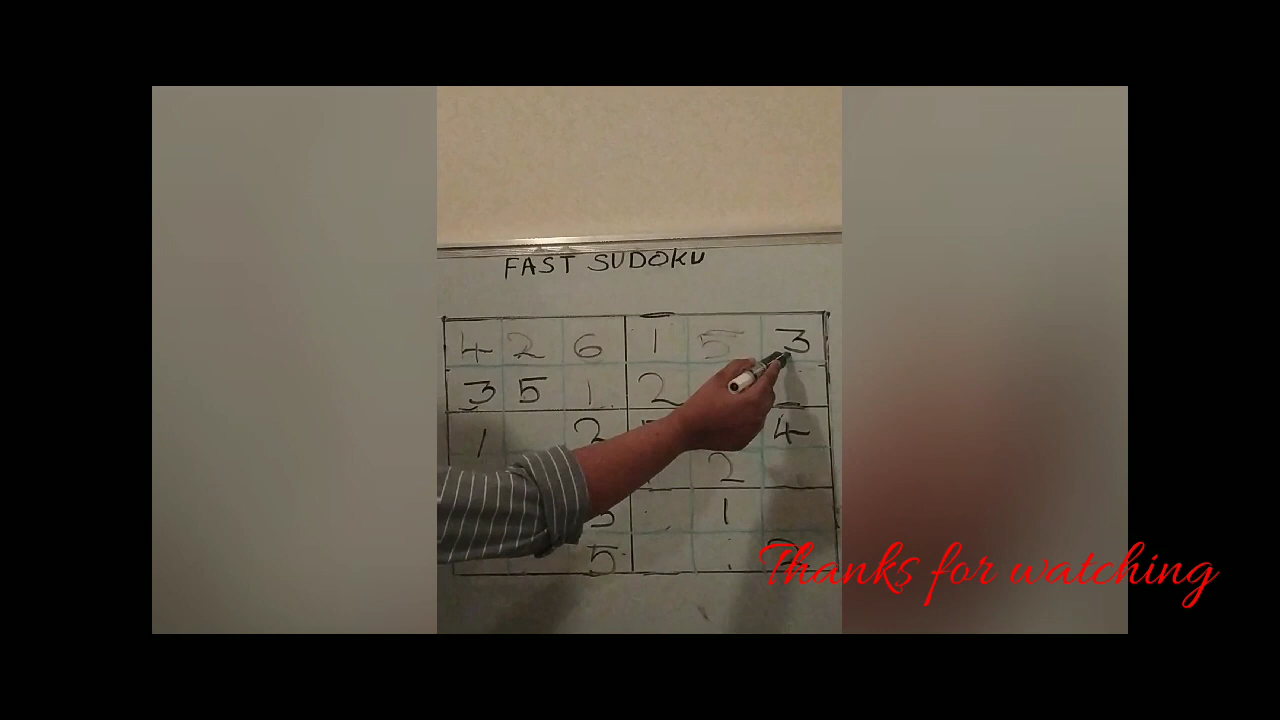 FAST SUDOKU
4 2 6 1 5 3
3 5 1 2
1 2 4
2
1
5
Thanks for watching